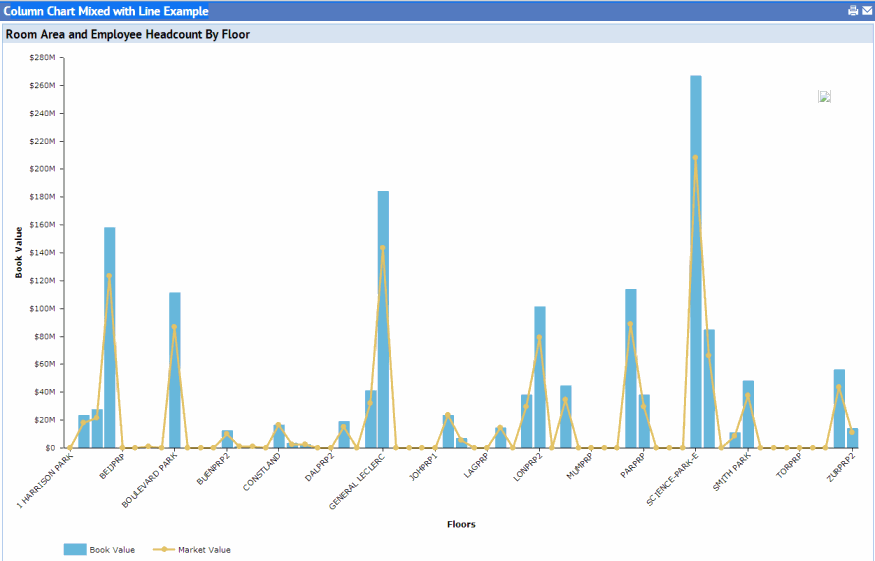 Column Chart Mixed with Line Example
Room Area and Employee Headcount By Floor
$280M
$260M
$240M
$220M
$200M
$180M
$160M
$140M
$120M
$100M
$80M
$60M
$40M
$20M
$0
Book Value
1 HARRISON PARK
BEIJPRP
BOULEVARD PARK
BUENPRP2
CONSTLAND
DALPRP2
GENERAL LECLERC
JOHPRP1
LAGPRP
LONPRP2
MUMPRP
PARPRP
SCIENCE-PARK-E
SMITH PARK
TORPRP
ZURPRP2
Floors
Book Value
Market Value